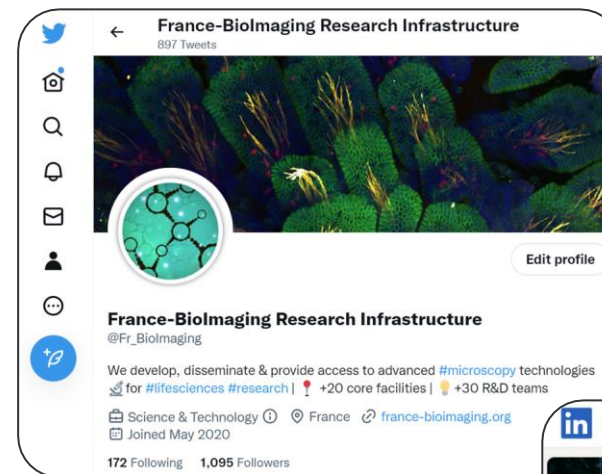 France-BioImaging Research Infrastructure
897 Tweets
Edit profile
France-BioImaging Research Infrastructure
@Fr_BioImaging
We develop, disseminate & provide access to advanced #microscopy technologies
for #lifesciences #research | +20 core facilities | +30 R&D teams
Science & Technology France france-bioimaging.org
Joined May 2020
172 Following 1,095 Followers
in